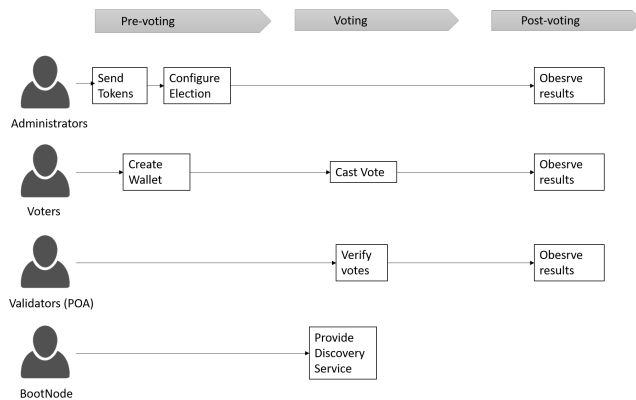 Pre-voting
Voting
Post-voting
Send
Tokens
Configure
Election
Obesrve
results
Administrators
Create
Wallet
Cast Vote
Obesrve
results
Voters
Verify
votes
Obesrve
results
Validators (POA)
Provide
Discovery
Service
BootNode